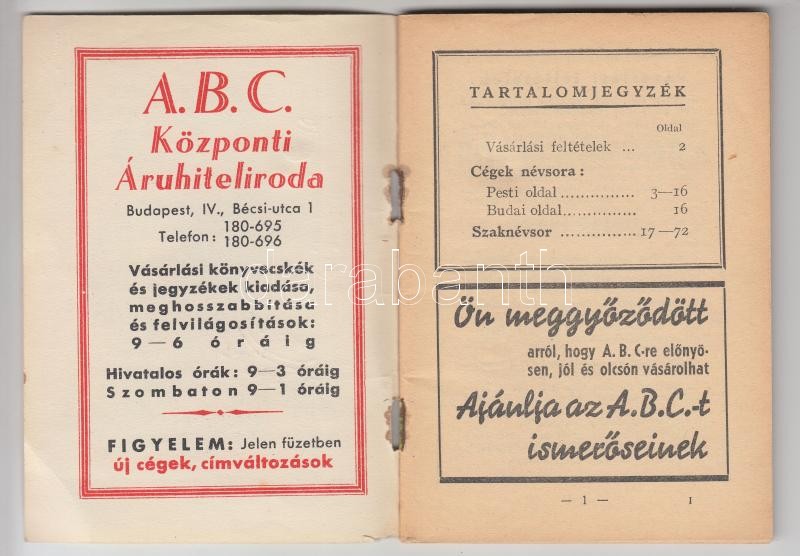 A. B. C.
Központi
Áruhiteliroda
Budapest, IV., Bécsi-utca 1
Telefon: 180-695
180-696
Vásárlási könyvecskék
és jegyzékek kiadása,
meghosszabbítása
és felvilágosítások:
9—6 óráig
Hivatalos órák: 9—3 óráig
Szombaton 9—1 óráig
FIGYELEM: Jelen füzetben
új cégek, címváltozások
TARTALOMJEGYZÉK
Oldal
Vásárlási feltételek ... 2
Cégek névsora:
Pesti oldal............... 3—16
Budai oldal............... 16
Szaknévsor ............... 17—72
Ön meggyőződött
arról, hogy A. B. C-re előnyö-
sen, jól és olcsón vásárolhat
Ajánlja az A.B.C.-t
ismerőseinek
— 1 — 1
darabanth